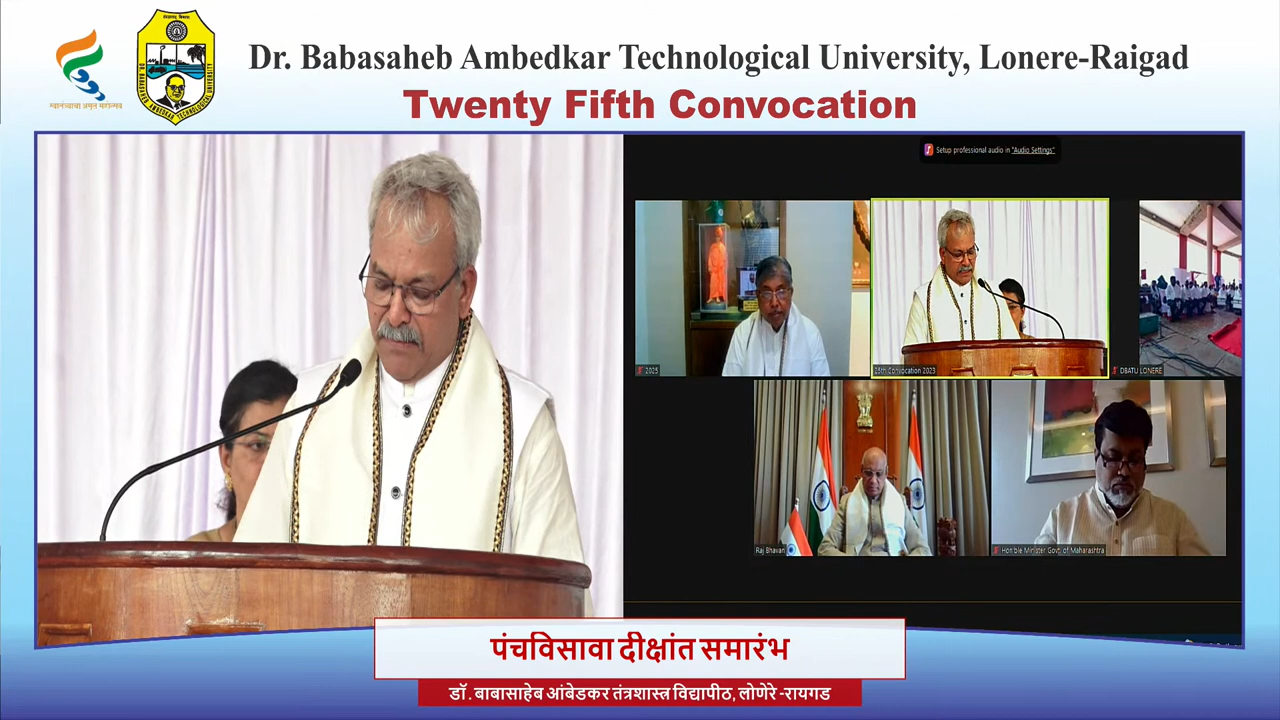 Dr. Babasaheb Ambedkar Technological University, Lonere-Raigad
Twenty Fifth Convocation
Setup professional audio in "Audio Settings"
2025
25th Convocation 2023
DBATU LONERE
Raj Bhavan
Hon'ble Minister Govt. of Maharashtra
पंचविसावा दीक्षांत समारंभ
डॉ. बाबासाहेब आंबेडकर तंत्रशास्त्र विद्यापीठ, लोणेरे -रायगड